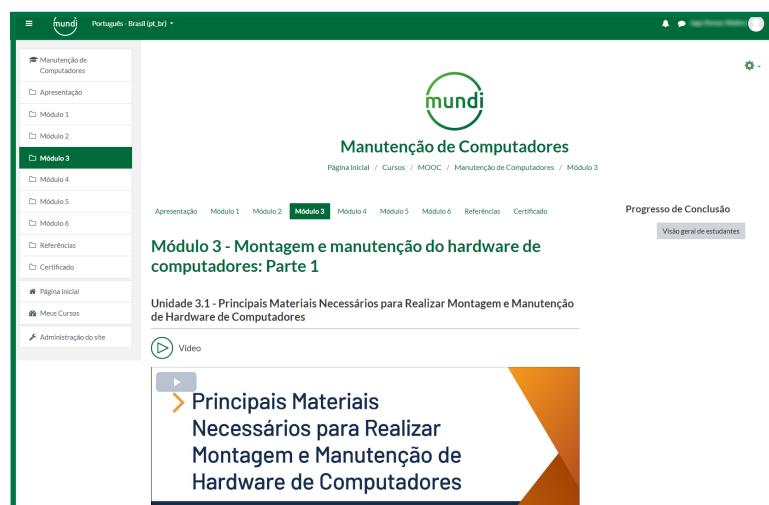 mundi
Português - Brasil (pt_br)
Manutenção de
Computadores
Apresentação
Módulo 1
Módulo 2
Módulo 3
Módulo 4
Módulo 5
Módulo 6
Referências
Certificado
Página inicial
Meus Cursos
Administração do site
mundi
Manutenção de Computadores
Página inicial / Cursos / MOOC / Manutenção de Computadores / Módulo 3
Apresentação Módulo 1 Módulo 2 Módulo 3 Módulo 4 Módulo 5 Módulo 6 Referências Certificado
Módulo 3 - Montagem e manutenção do hardware de
computadores: Parte 1
Unidade 3.1 - Principais Materiais Necessários para Realizar Montagem e Manutenção
de Hardware de Computadores
Vídeo
Principais Materiais
Necessários para Realizar
Montagem e Manutenção de
Hardware de Computadores
Progresso de Conclusão
Visão geral de estudantes